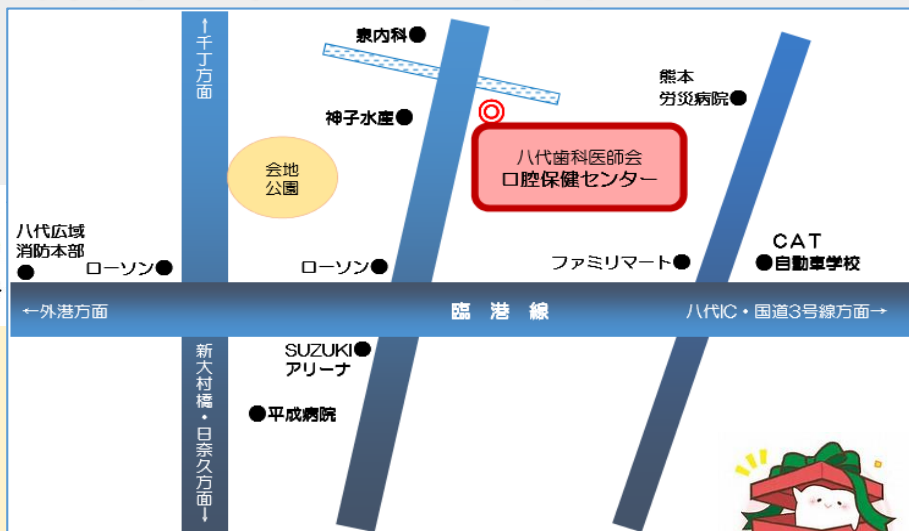 ↑千丁方面
泉内科●
熊本
労災病院●
神子水産●
八代歯科医師会
口腔保健センター
会地
公園
八代広域
消防本部
●
ローソン●
ローソン●
ファミリマート●
CAT
●自動車学校
←外港方面
臨 港 線
八代IC・国道3号線方面→
新大村橋・日奈久方面↓
SUZUKI●
アリーナ
●平成病院